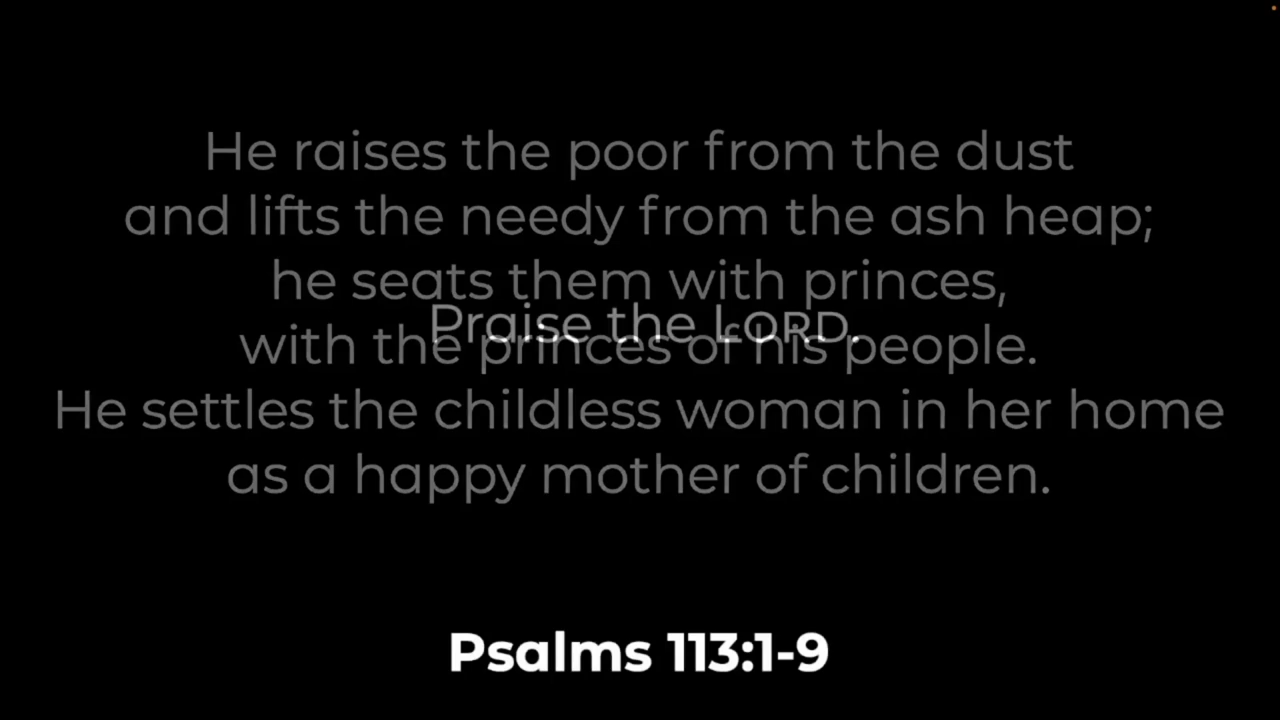 He raises the poor from the dust
and lifts the needy from the ash heap;
he seats them with princes,
Praise the LORD.
with the princes of his people.
He settles the childless woman in her home
as a happy mother of children.
Psalms 113:1-9